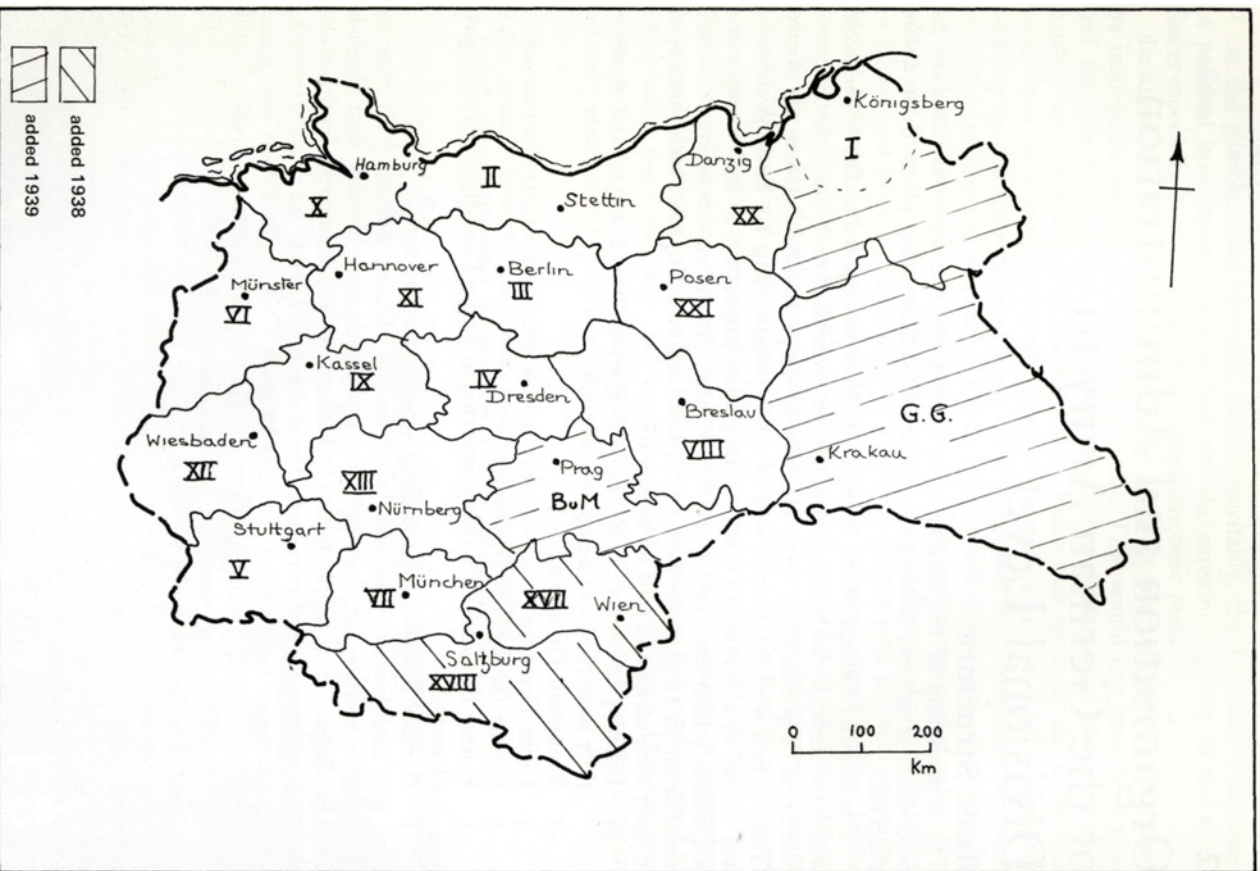 added 1938
added 1939
Königsberg
I
Danzig
XX
Hamburg
X
II
Stettin
Hannover
XI
Berlin
III
Posen
XXI
Münster
VI
Kassel
IX
IV
Dresden
Breslau
VIII
G.G.
Krakau
Wiesbaden
XII
XIII
Nürnberg
Prag
BuM
Stuttgart
V
VII
München
XVII
Wien
Salzburg
XVIII
0 100 200
Km